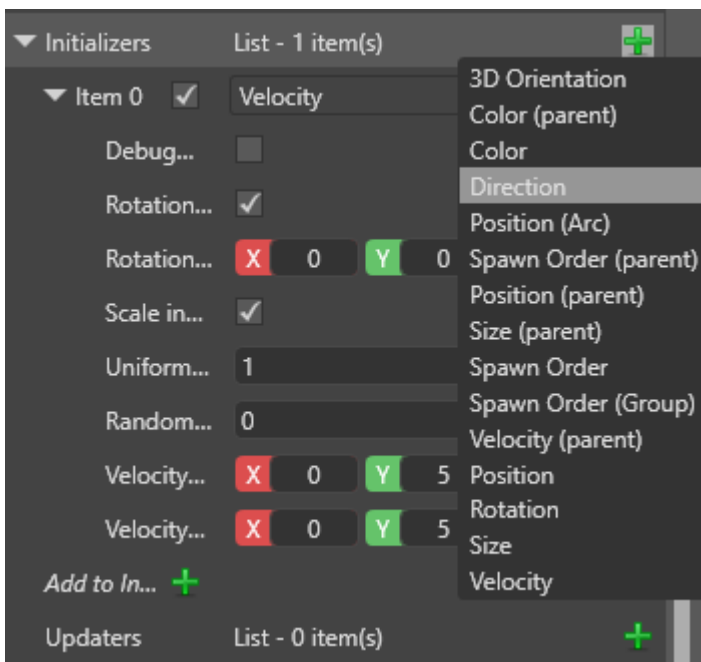 Initializers List - 1 item(s)
Item 0 Velocity
Debug...
Rotation...
Rotation... X 0 Y 0
Scale in...
Uniform... 1
Random... 0
Velocity... X 0 Y 5
Velocity... X 0 Y 5
Add to In...
Updaters List - 0 item(s)
3D Orientation
Color (parent)
Color
Direction
Position (Arc)
Spawn Order (parent)
Position (parent)
Size (parent)
Spawn Order
Spawn Order (Group)
Velocity (parent)
Position
Rotation
Size
Velocity